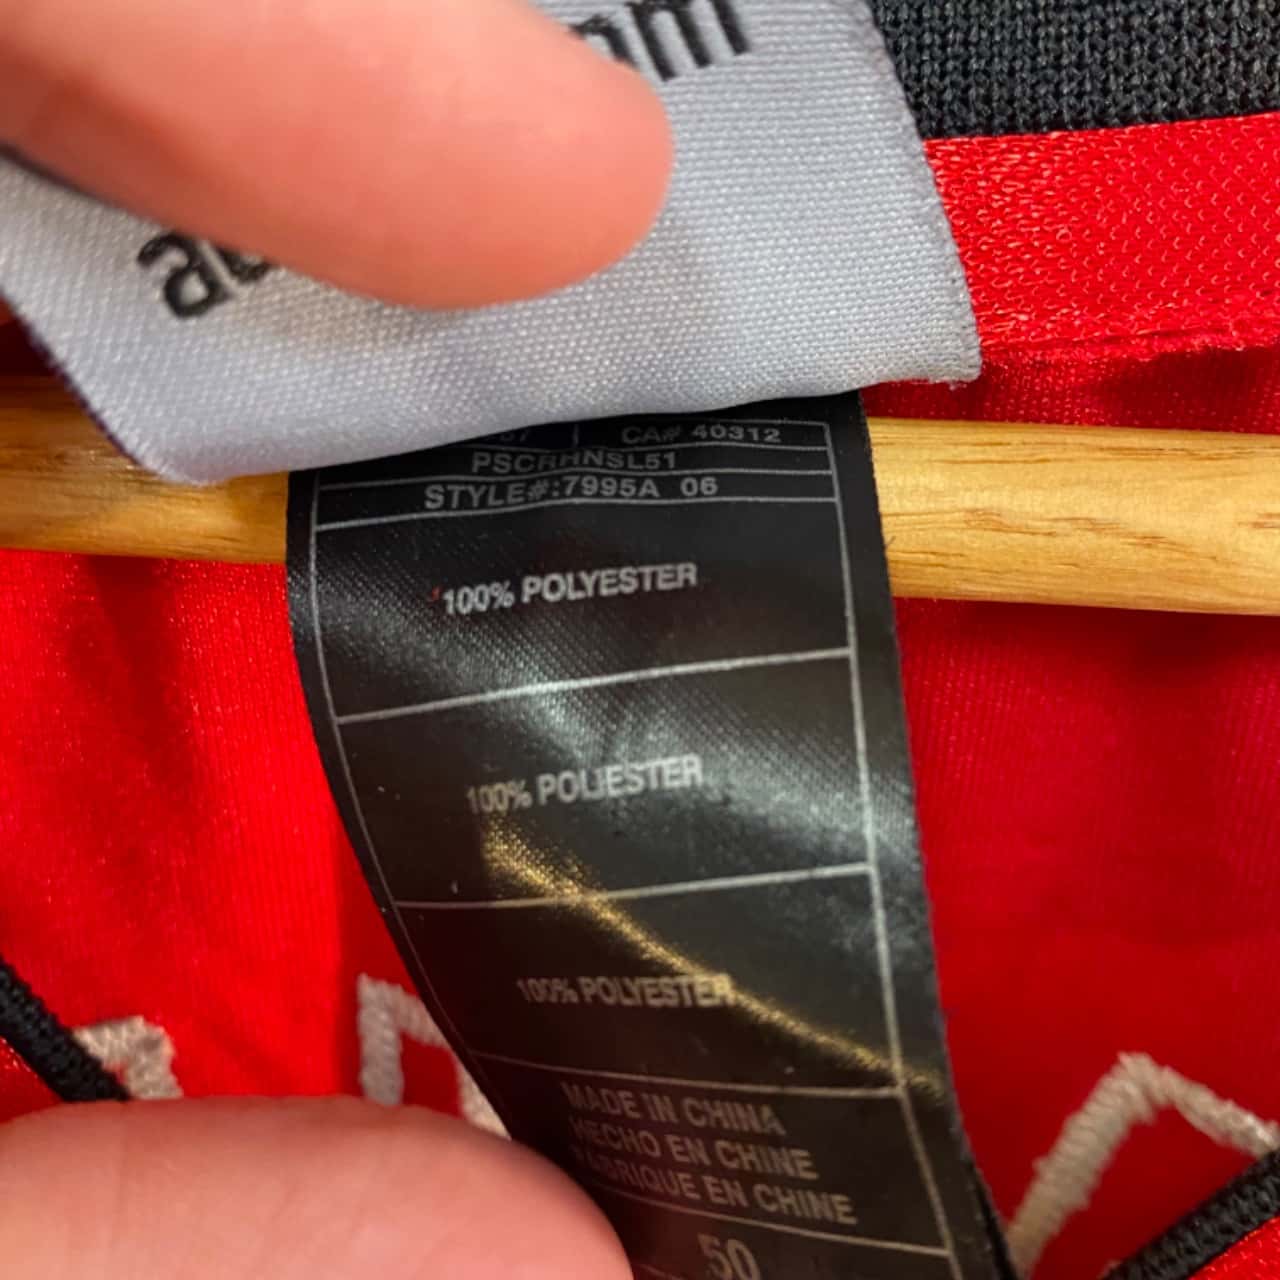 CA# 40312
PSCRHNSL51
STYLE#:7995A 06
100% POLYESTER
100% POLIESTER
100% POLYESTER
MADE IN CHINA
HECHO EN CHINE
FABRIQUE EN CHINE
50